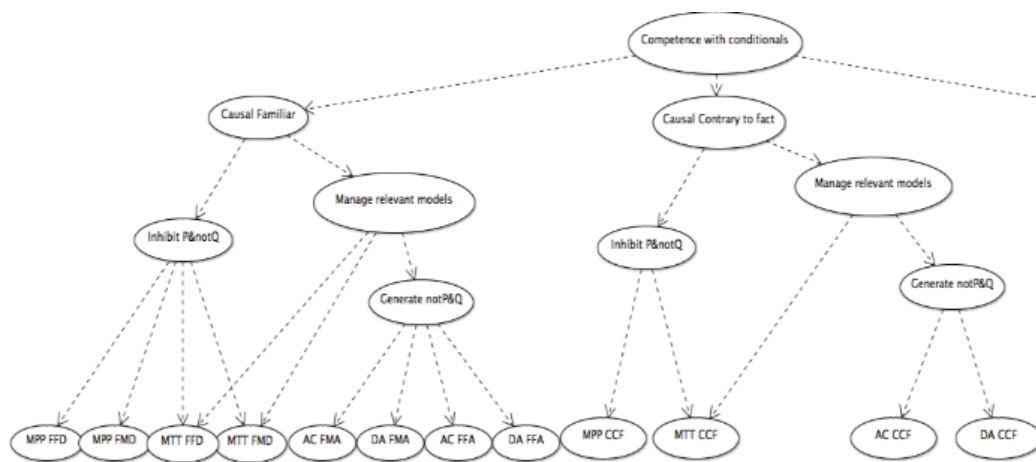 Competence with conditionals
Causal Familiar
Causal Contrary to fact
Manage relevant models
Manage relevant models
Inhibit P&notQ
Inhibit P&notQ
Generate notP&Q
Generate notP&Q
MPP FFD
MPP FMD
MTT FFD
MTT FMD
AC FMA
DA FMA
AC FFA
DA FFA
MPP CCF
MTT CCF
AC CCF
DA CCF